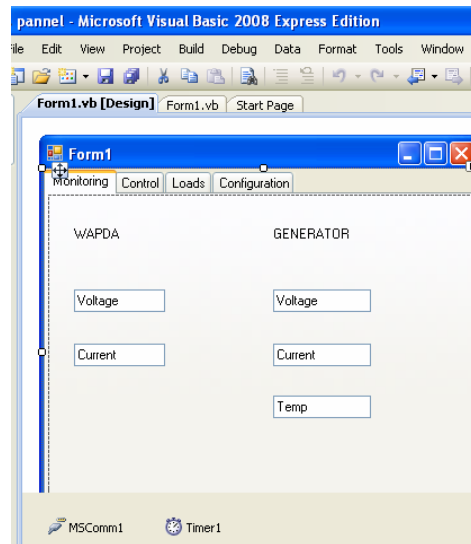 pannel - Microsoft Visual Basic 2008 Express Edition
File Edit View Project Build Debug Data Format Tools Window
Form1.vb [Design] Form1.vb Start Page
Form1
Monitoring Control Loads Configuration
WAPDA GENERATOR
Voltage Voltage
Current Current
Temp
MSComm1 Timer1